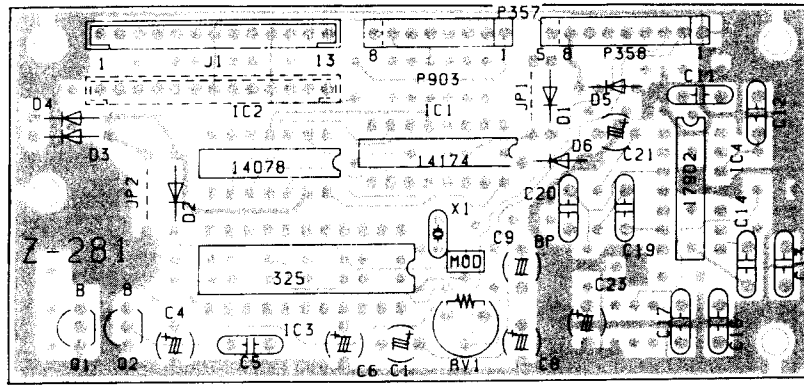 P357
1 J1 13
8 1
5 8 P358 1
P903
JP1
D1
D5
C11
C12
D4
IC2
IC1
D6
C21
IC4
D3
14078
14174
17902
JP2
D2
C20
C14
X1
Z-281
C9
BP
C19
MOD
325
C23
B B
C4
IC3
C17
Q1 Q2
C5
C6 C1
RV1
C8